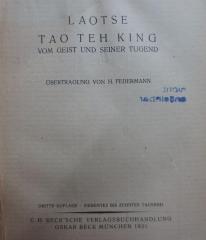 LAOTSE
TAO TEH KING
VOM GEIST UND SEINER TUGEND
ÜBERTRAGUNG VON H. FEDERMANN
DRITTE AUFLAGE · SIEBENTES BIS ZEHNTES TAUSEND
C. H. BECK'SCHE VERLAGSBUCHHANDLUNG
OSKAR BECK MÜNCHEN 1921